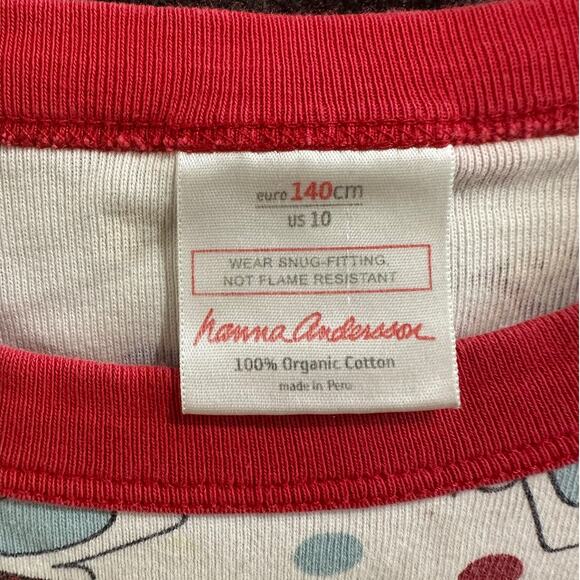 euro 140cm
US 10
WEAR SNUG-FITTING,
NOT FLAME RESISTANT
hanna andersson
100% Organic Cotton
made in Peru